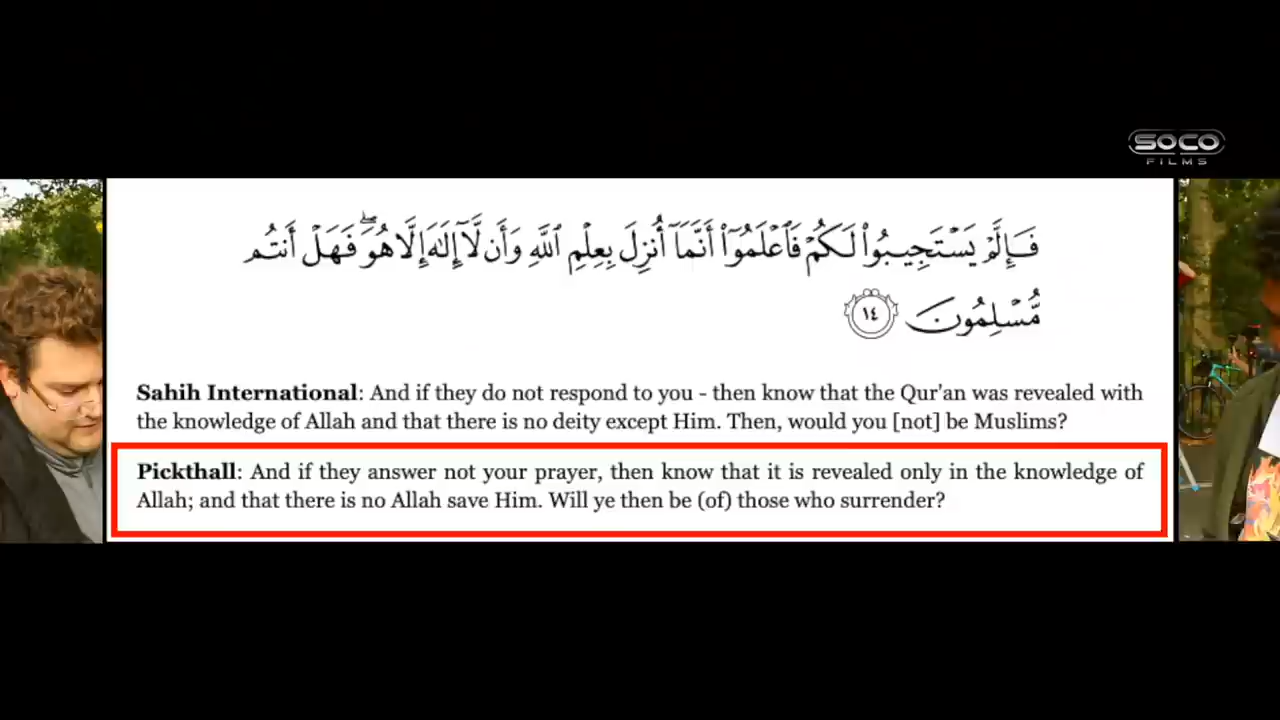 SOCO
FILMS
فَإِلَّمْ يَسْتَجِيبُوا۟ لَكُمْ فَٱعْلَمُوٓا۟ أَنَّمَآ أُنزِلَ بِعِلْمِ ٱللَّهِ وَأَن لَّآ إِلَٰهَ إِلَّا هُوَ ۖ فَهَلْ أَنتُم
مُّسْلِمُونَ ١٤
Sahih International: And if they do not respond to you - then know that the Qur'an was revealed with
the knowledge of Allah and that there is no deity except Him. Then, would you [not] be Muslims?
Pickthall: And if they answer not your prayer, then know that it is revealed only in the knowledge of
Allah; and that there is no Allah save Him. Will ye then be (of) those who surrender?